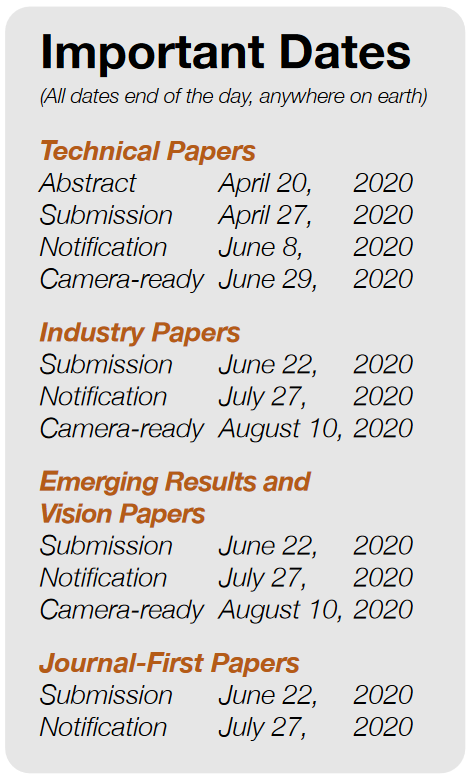 Important Dates
(All dates end of the day, anywhere on earth)
Technical Papers
Abstract April 20, 2020
Submission April 27, 2020
Notification June 8, 2020
Camera-ready June 29, 2020
Industry Papers
Submission June 22, 2020
Notification July 27, 2020
Camera-ready August 10, 2020
Emerging Results and
Vision Papers
Submission June 22, 2020
Notification July 27, 2020
Camera-ready August 10, 2020
Journal-First Papers
Submission June 22, 2020
Notification July 27, 2020